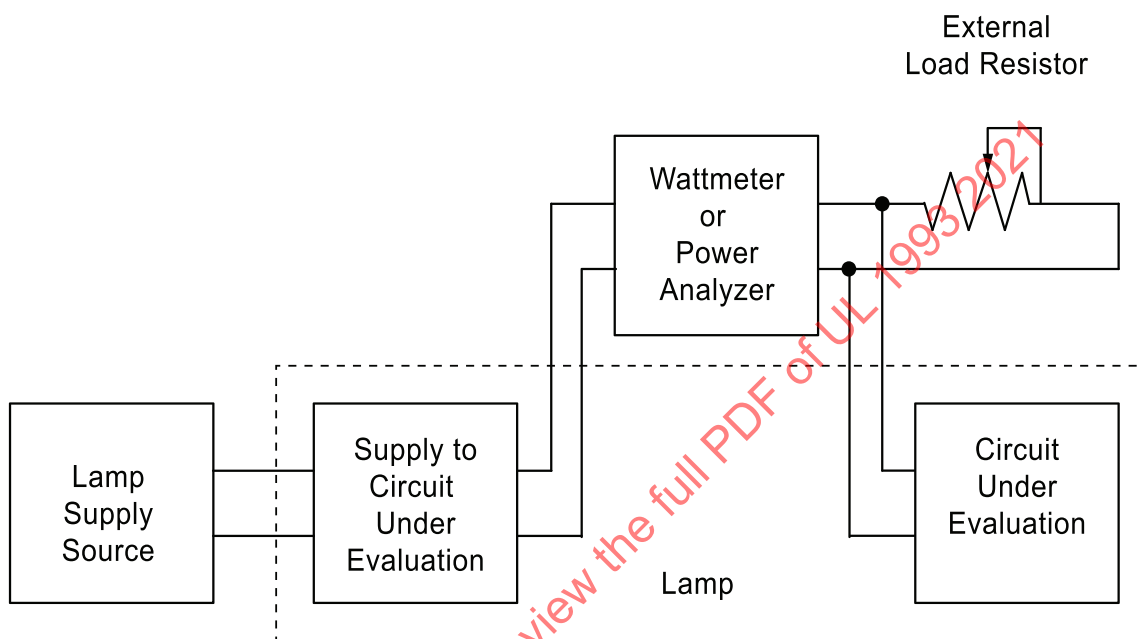 External
Load Resistor
Wattmeter
or
Power
Analyzer
Lamp
Supply
Source
Supply to
Circuit
Under
Evaluation
Lamp
Circuit
Under
Evaluation
view the full PDF of UL 1993 2021